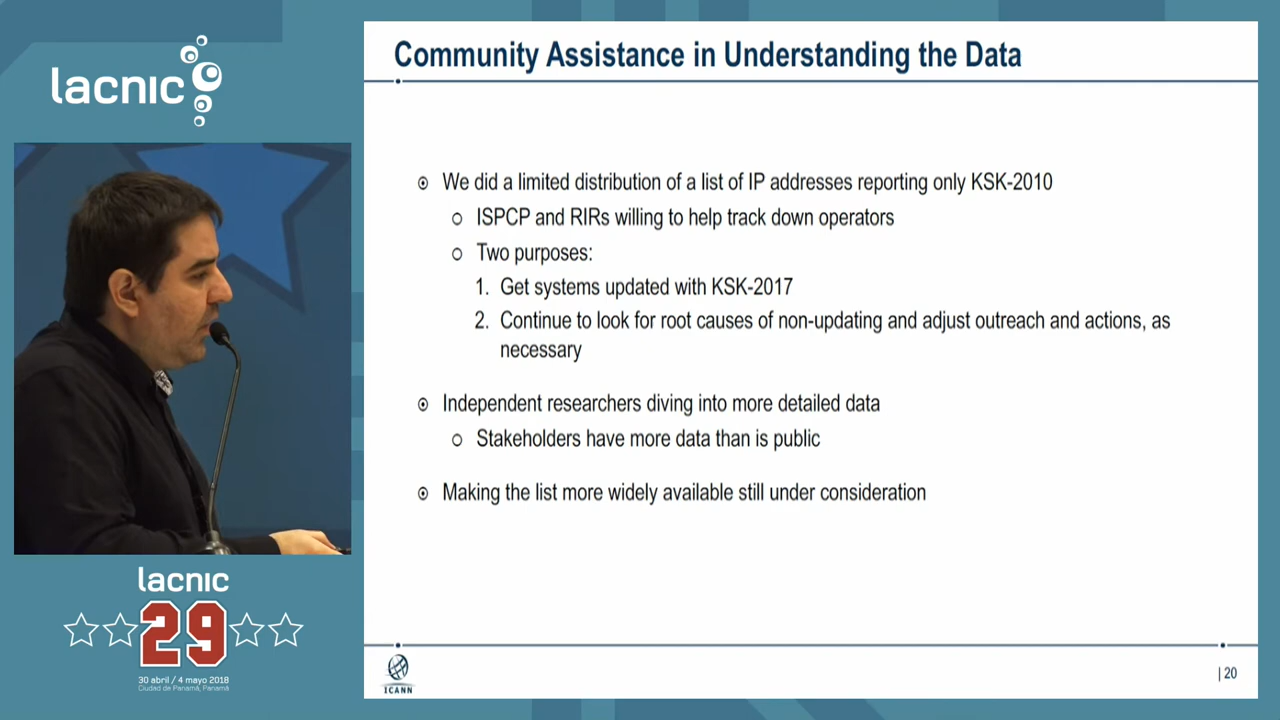 lacnic
Community Assistance in Understanding the Data
We did a limited distribution of a list of IP addresses reporting only KSK-2010
ISPCP and RIRs willing to help track down operators
Two purposes:
1. Get systems updated with KSK-2017
2. Continue to look for root causes of non-updating and adjust outreach and actions, as
necessary
Independent researchers diving into more detailed data
Stakeholders have more data than is public
Making the list more widely available still under consideration
lacnic
29
30 abril / 4 mayo 2018
Ciudad de Panamá, Panamá
ICANN
| 20